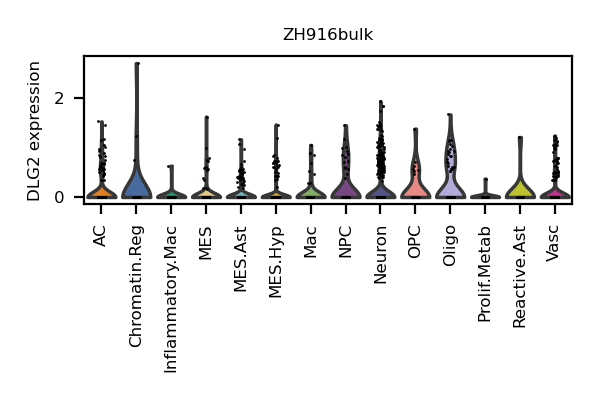 ZH916bulk
DLG2 expression
2
0
AC
Chromatin.Reg
Inflammatory.Mac
MES
MES.Ast
MES.Hyp
Mac
NPC
Neuron
OPC
Oligo
Prolif.Metab
Reactive.Ast
Vasc